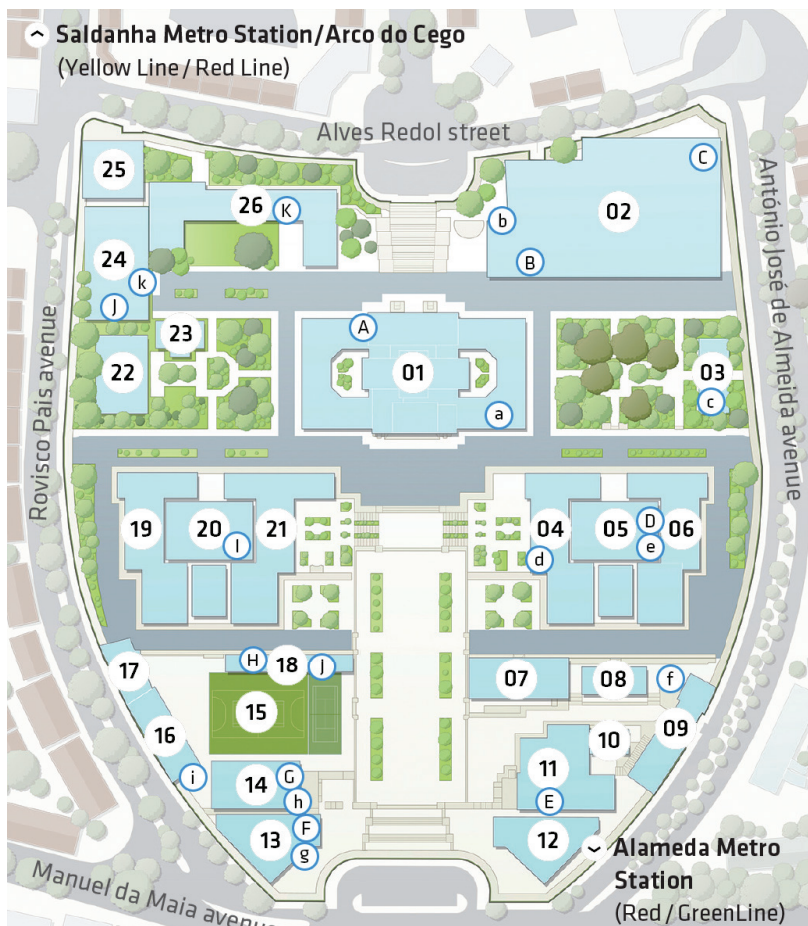 Saldanha Metro Station/Arco do Cego
(Yellow Line / Red Line)
Alves Redol street
António José de Almeida avenue
Rovisco Páis avenue
25
26
K
C
b
02
24
k
J
B
23
A
22
01
03
a
c
19
20
21
I
04
05
06
D
d
e
17
H
18
J
07
08
f
15
16
09
10
i
14
G
h
11
E
13
F
g
12
Alameda Metro
Station
(Red / GreenLine)
Manuel da Maia avenue